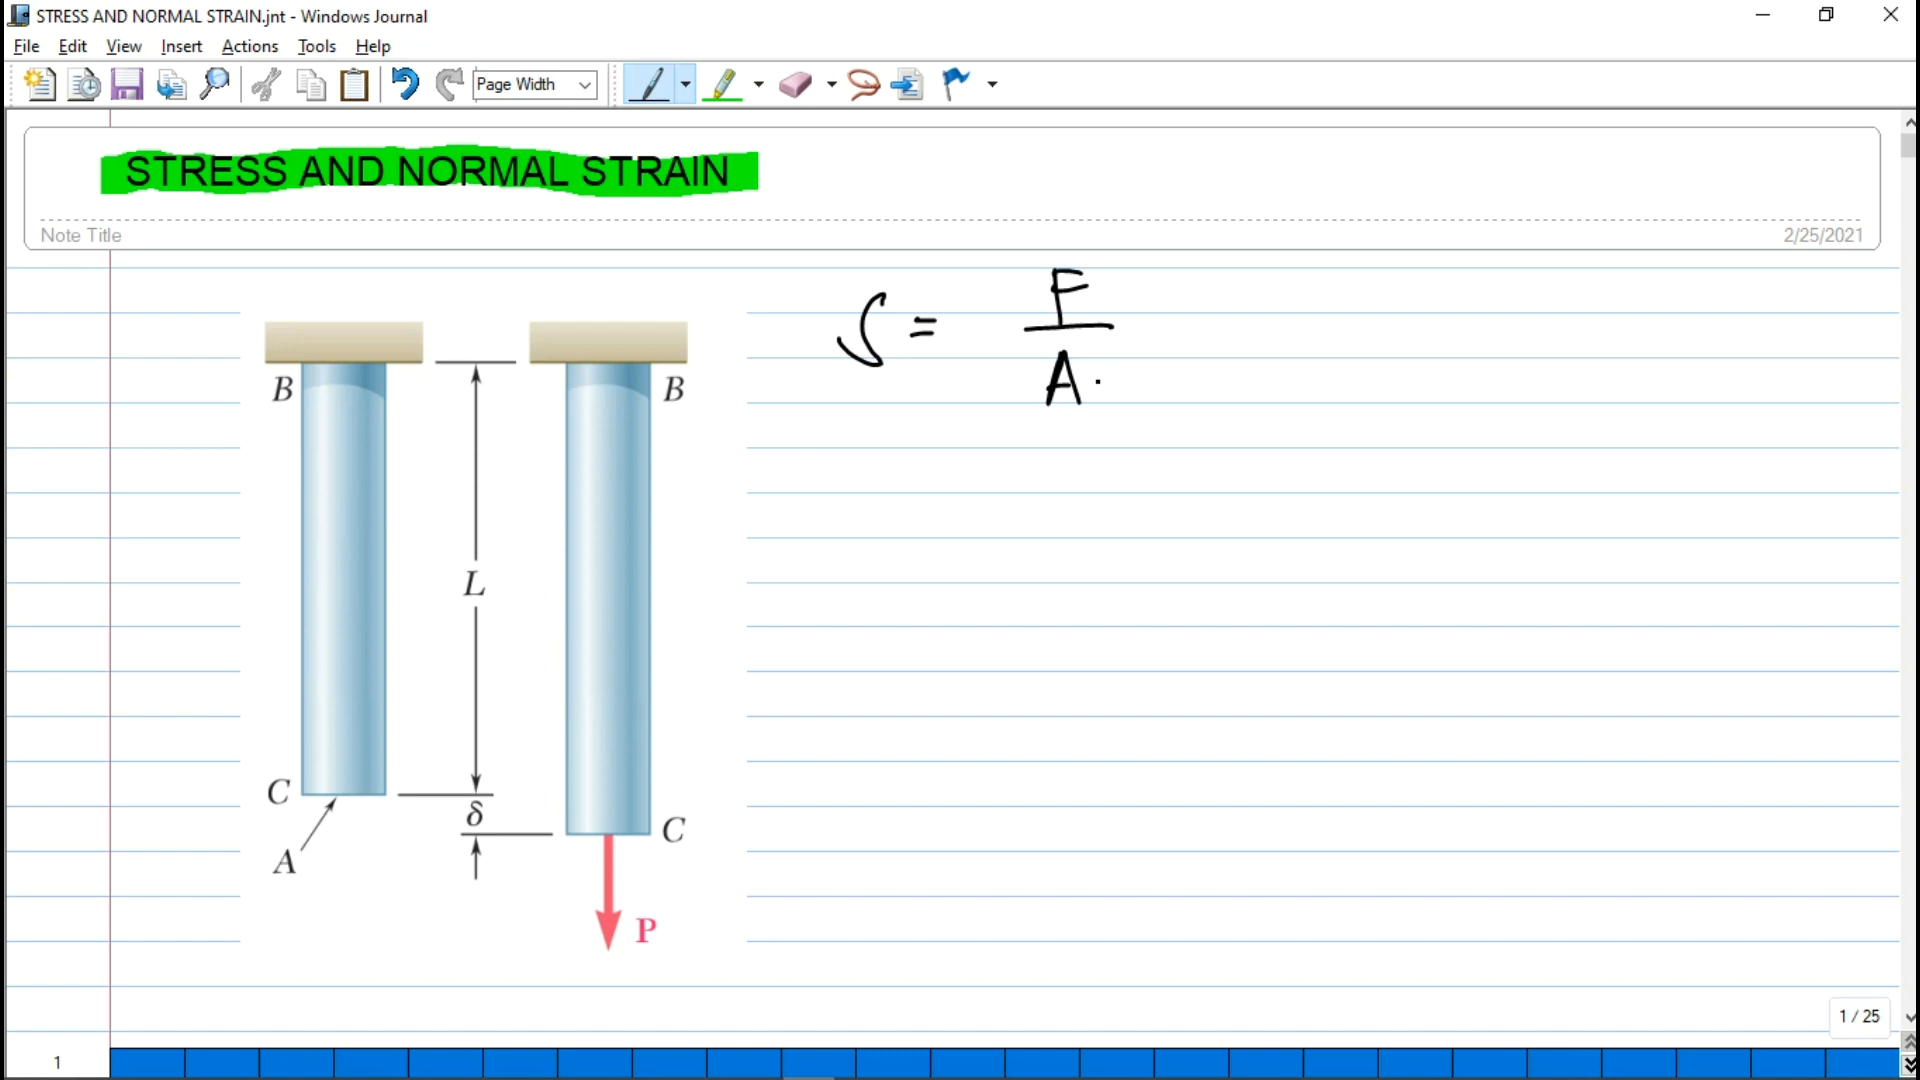 STRESS AND NORMAL STRAIN.jnt - Windows Journal
File Edit View Insert Actions Tools Help
Page Width
STRESS AND NORMAL STRAIN
Note Title
2/25/2021
= F
A
B
B
L
C
δ
C
A
P
1 / 25
1